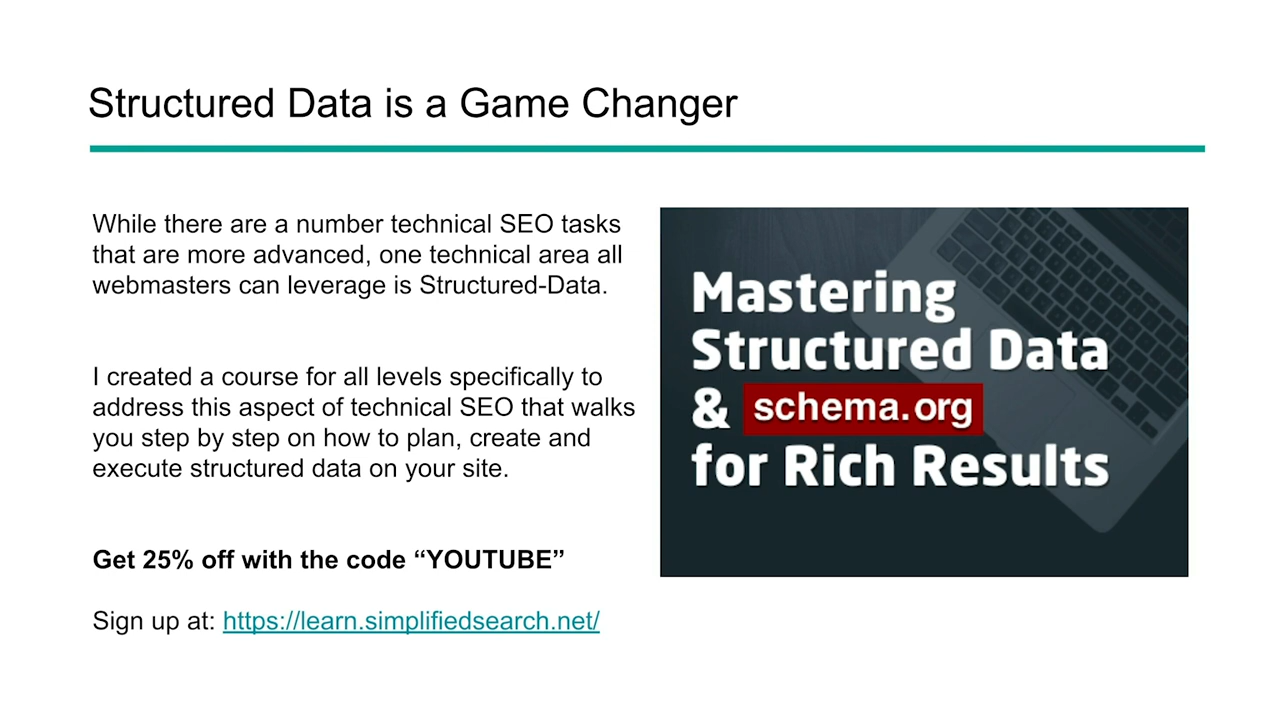 Structured Data is a Game Changer
While there are a number technical SEO tasks
that are more advanced, one technical area all
webmasters can leverage is Structured-Data.
I created a course for all levels specifically to
address this aspect of technical SEO that walks
you step by step on how to plan, create and
execute structured data on your site.
Get 25% off with the code “YOUTUBE”
Sign up at: https://learn.simplifiedsearch.net/
Mastering
Structured Data
& schema.org
for Rich Results